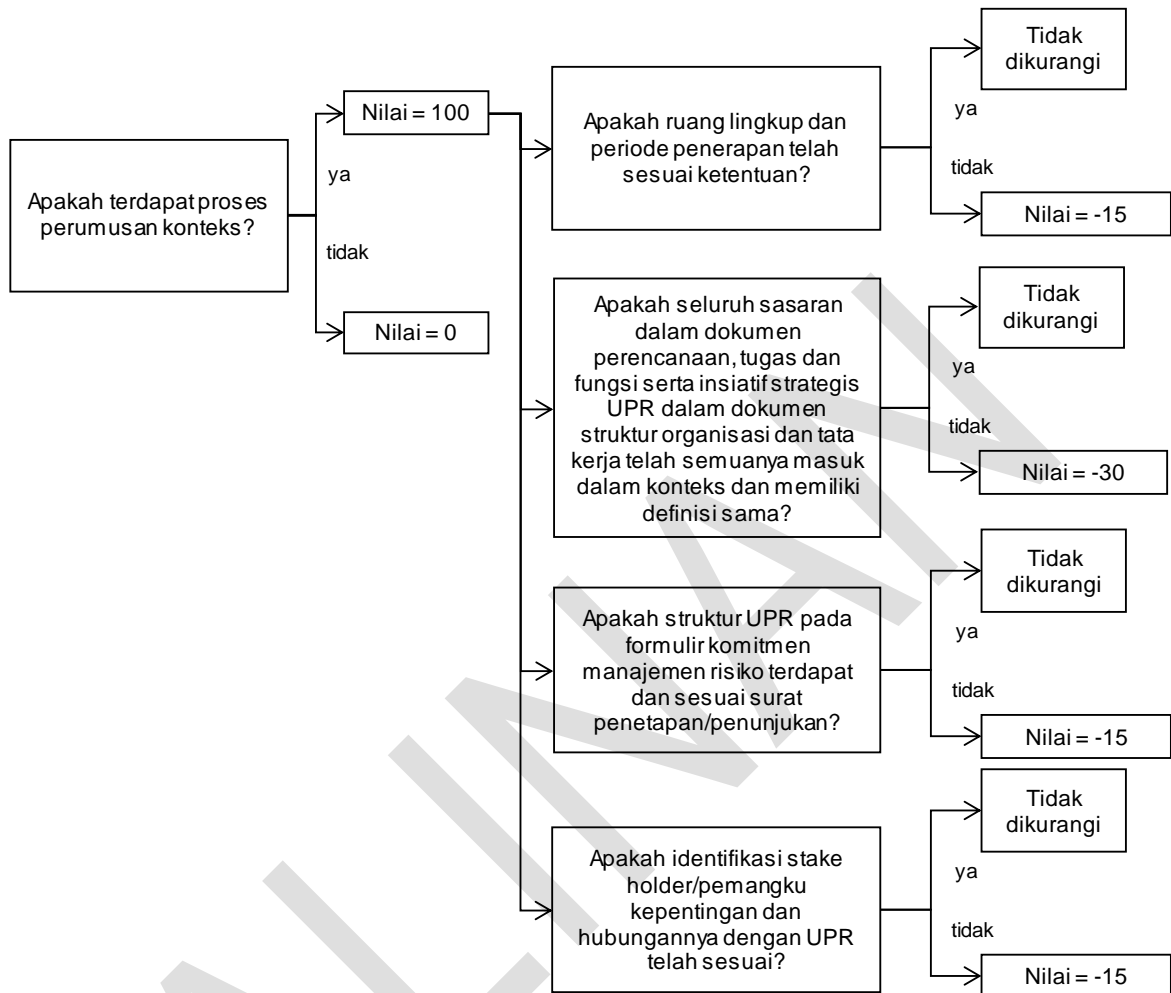 Apakah terdapat proses
perumusan konteks?
ya
tidak
Nilai = 100
Nilai = 0
Apakah ruang lingkup dan
periode penerapan telah
sesuai ketentuan?
Tidak
dikurangi
ya
tidak
Nilai = -15
Apakah seluruh sasaran
dalam dokumen
perencanaan, tugas dan
fungsi serta insiatif strategis
UPR dalam dokumen
struktur organisasi dan tata
kerja telah semuanya masuk
dalam konteks dan memiliki
definisi sama?
Tidak
dikurangi
ya
tidak
Nilai = -30
Apakah struktur UPR pada
formulir komitmen
manajemen risiko terdapat
dan sesuai surat
penetapan/penunjukan?
Tidak
dikurangi
ya
tidak
Nilai = -15
Apakah identifikasi stake
holder/pemangku
kepentingan dan
hubungannya dengan UPR
telah sesuai?
Tidak
dikurangi
ya
tidak
Nilai = -15
ALINAN